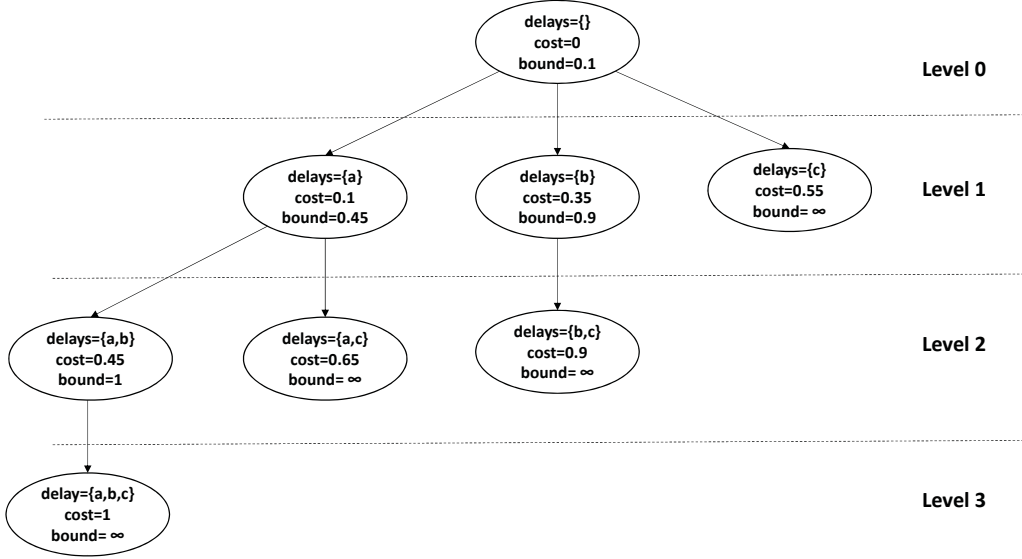 delays={}
cost=0
bound=0.1
Level 0
delays={a}
cost=0.1
bound=0.45
delays={b}
cost=0.35
bound=0.9
delays={c}
cost=0.55
bound= ∞
Level 1
delays={a,b}
cost=0.45
bound=1
delays={a,c}
cost=0.65
bound= ∞
delays={b,c}
cost=0.9
bound= ∞
Level 2
delay={a,b,c}
cost=1
bound= ∞
Level 3